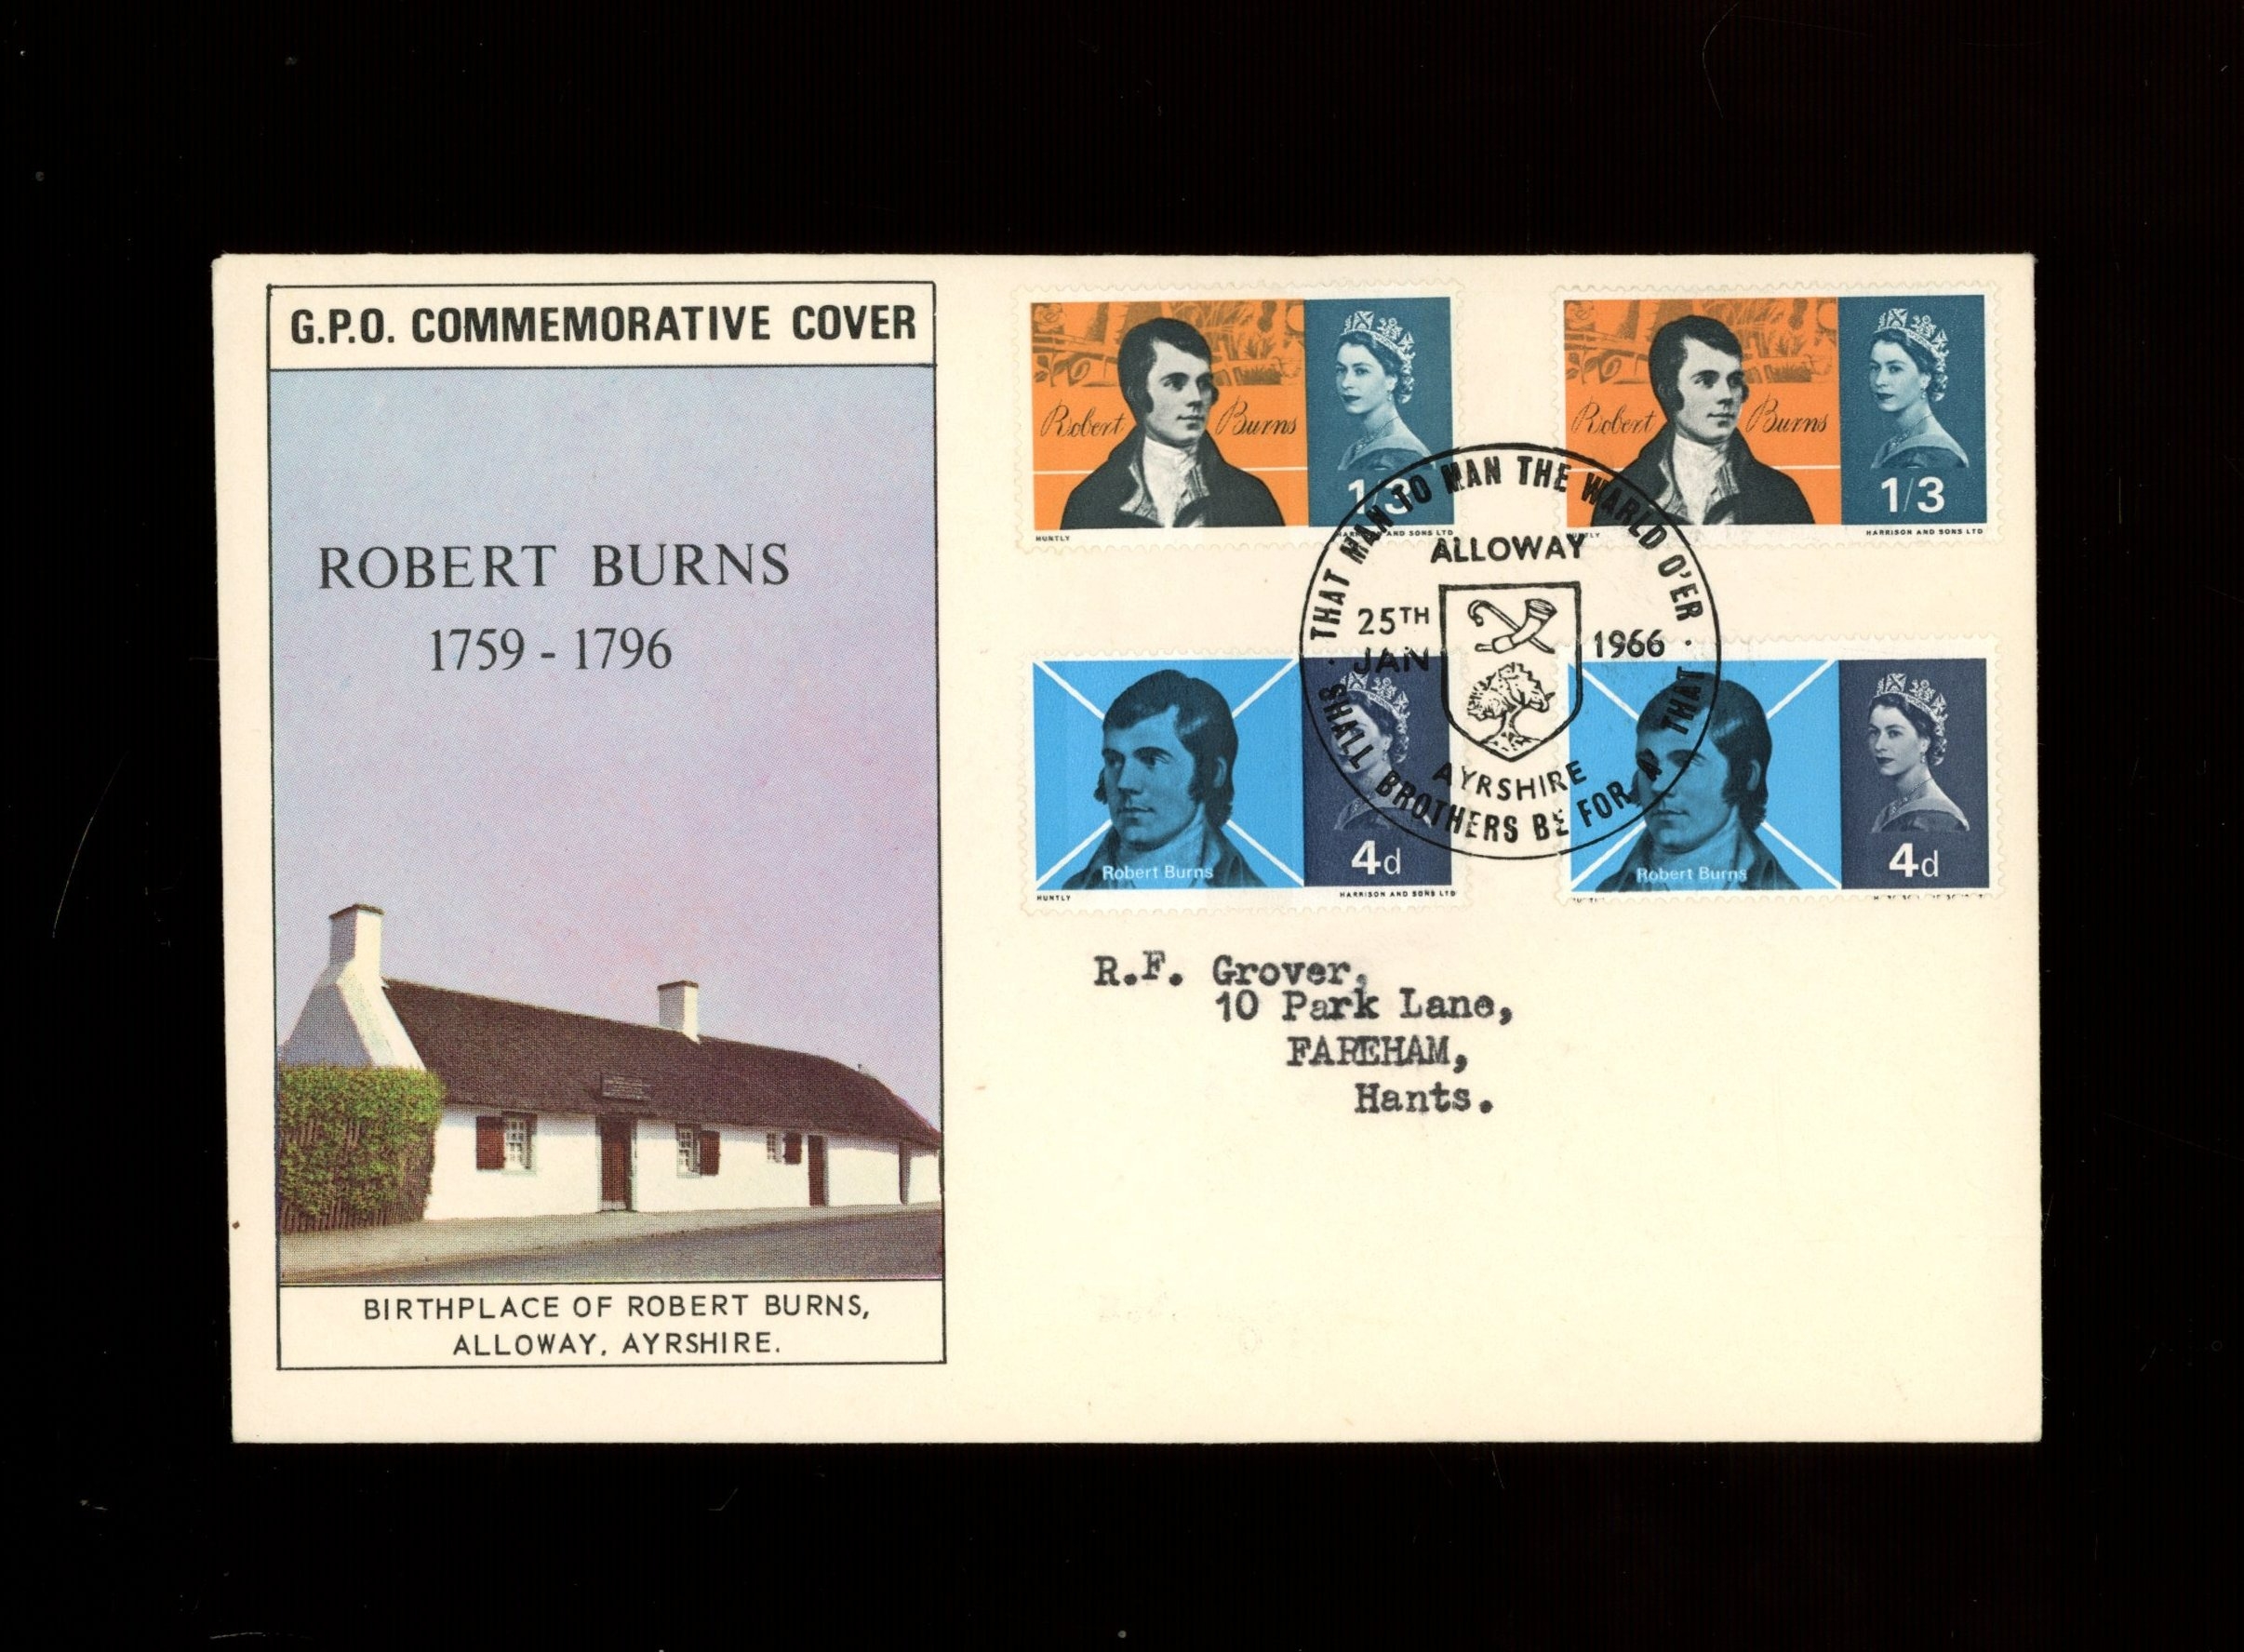 G.P.O. COMMEMORATIVE COVER
ROBERT BURNS
1759 - 1796
BIRTHPLACE OF ROBERT BURNS,
ALLOWAY, AYRSHIRE.
Robert Burns
1/3
HUNTLY
AND SONS LTD
Robert Burns
1/3
HARRISON AND SONS LTD
· THAT MAN TO MAN THE WARLD O'ER ·
SHALL BROTHERS BE FOR A' THAT
ALLOWAY
25TH
JAN
1966
AYRSHIRE
Robert Burns
4d
HUNTLY
HARRISON AND SONS LTD
Robert Burns
4d
R.F. Grover,
10 Park Lane,
FAREHAM,
Hants.